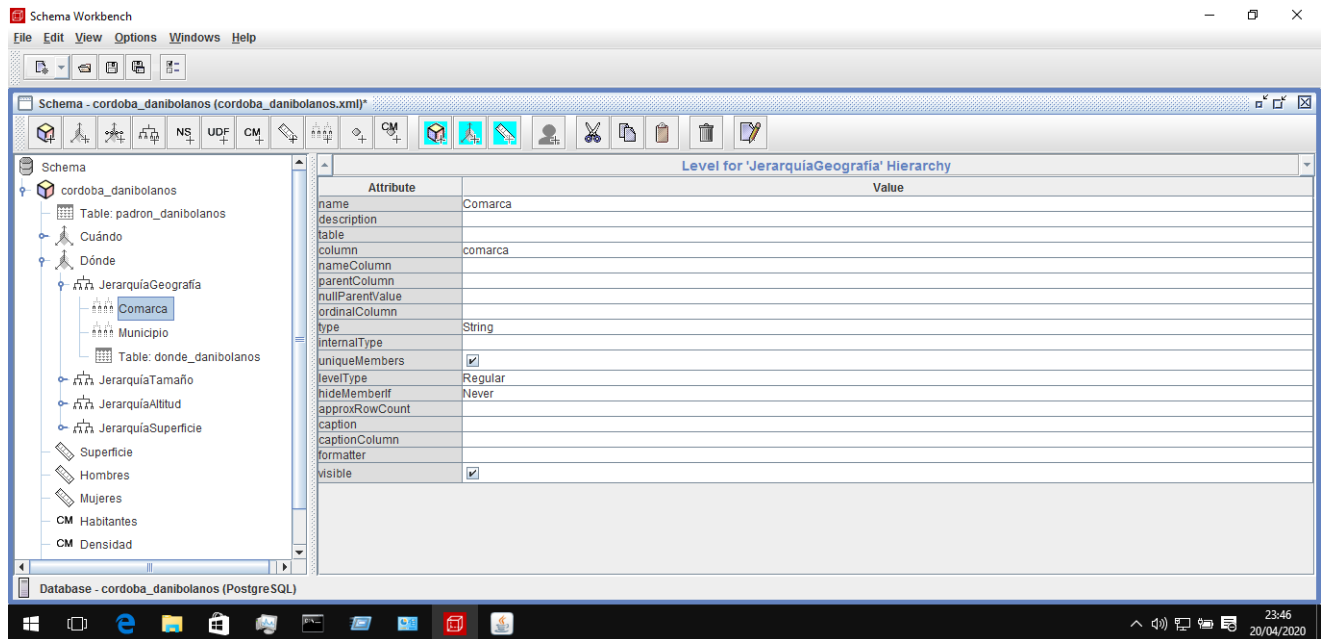 Schema Workbench
File Edit View Options Windows Help
Schema - cordoba_danibolanos (cordoba_danibolanos.xml)*
NS UDF CM CM
Schema
cordoba_danibolanos
Table: padron_danibolanos
Cuándo
Dónde
JerarquíaGeografía
Comarca
Municipio
Table: donde_danibolanos
JerarquíaTamaño
JerarquíaAltitud
JerarquíaSuperficie
Superficie
Hombres
Mujeres
CM Habitantes
CM Densidad
Level for 'JerarquíaGeografía' Hierarchy
Attribute Value
name Comarca
description
table
column comarca
nameColumn
parentColumn
nullParentValue
ordinalColumn
type String
internalType
uniqueMembers
levelType Regular
hideMemberIf Never
approxRowCount
caption
captionColumn
formatter
visible
Database - cordoba_danibolanos (PostgreSQL)
23:46
20/04/2020